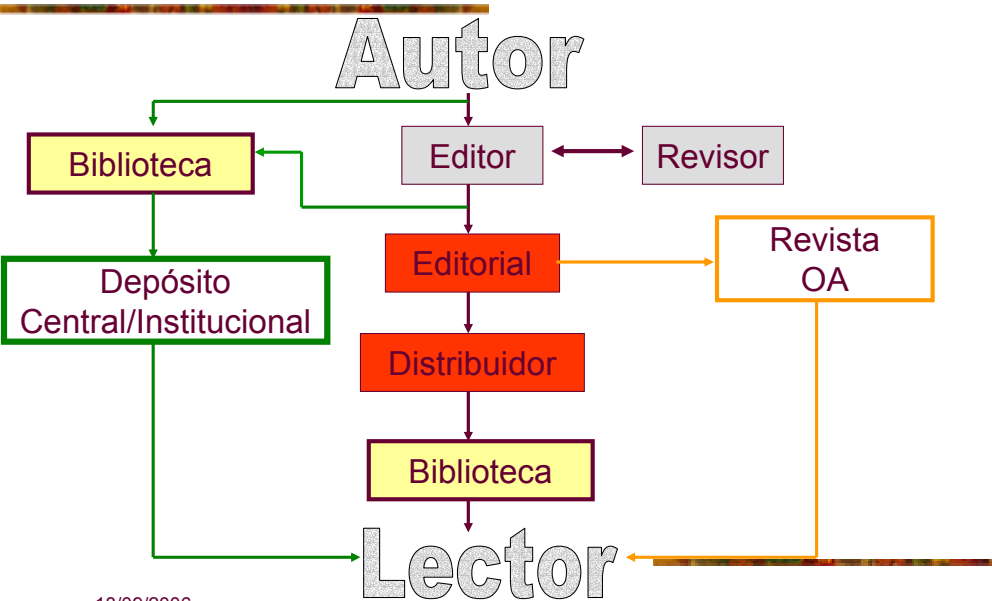 Autor
Biblioteca
Editor
Revisor
Editorial
Revista
OA
Depósito
Central/Institucional
Distribuidor
Biblioteca
Lector